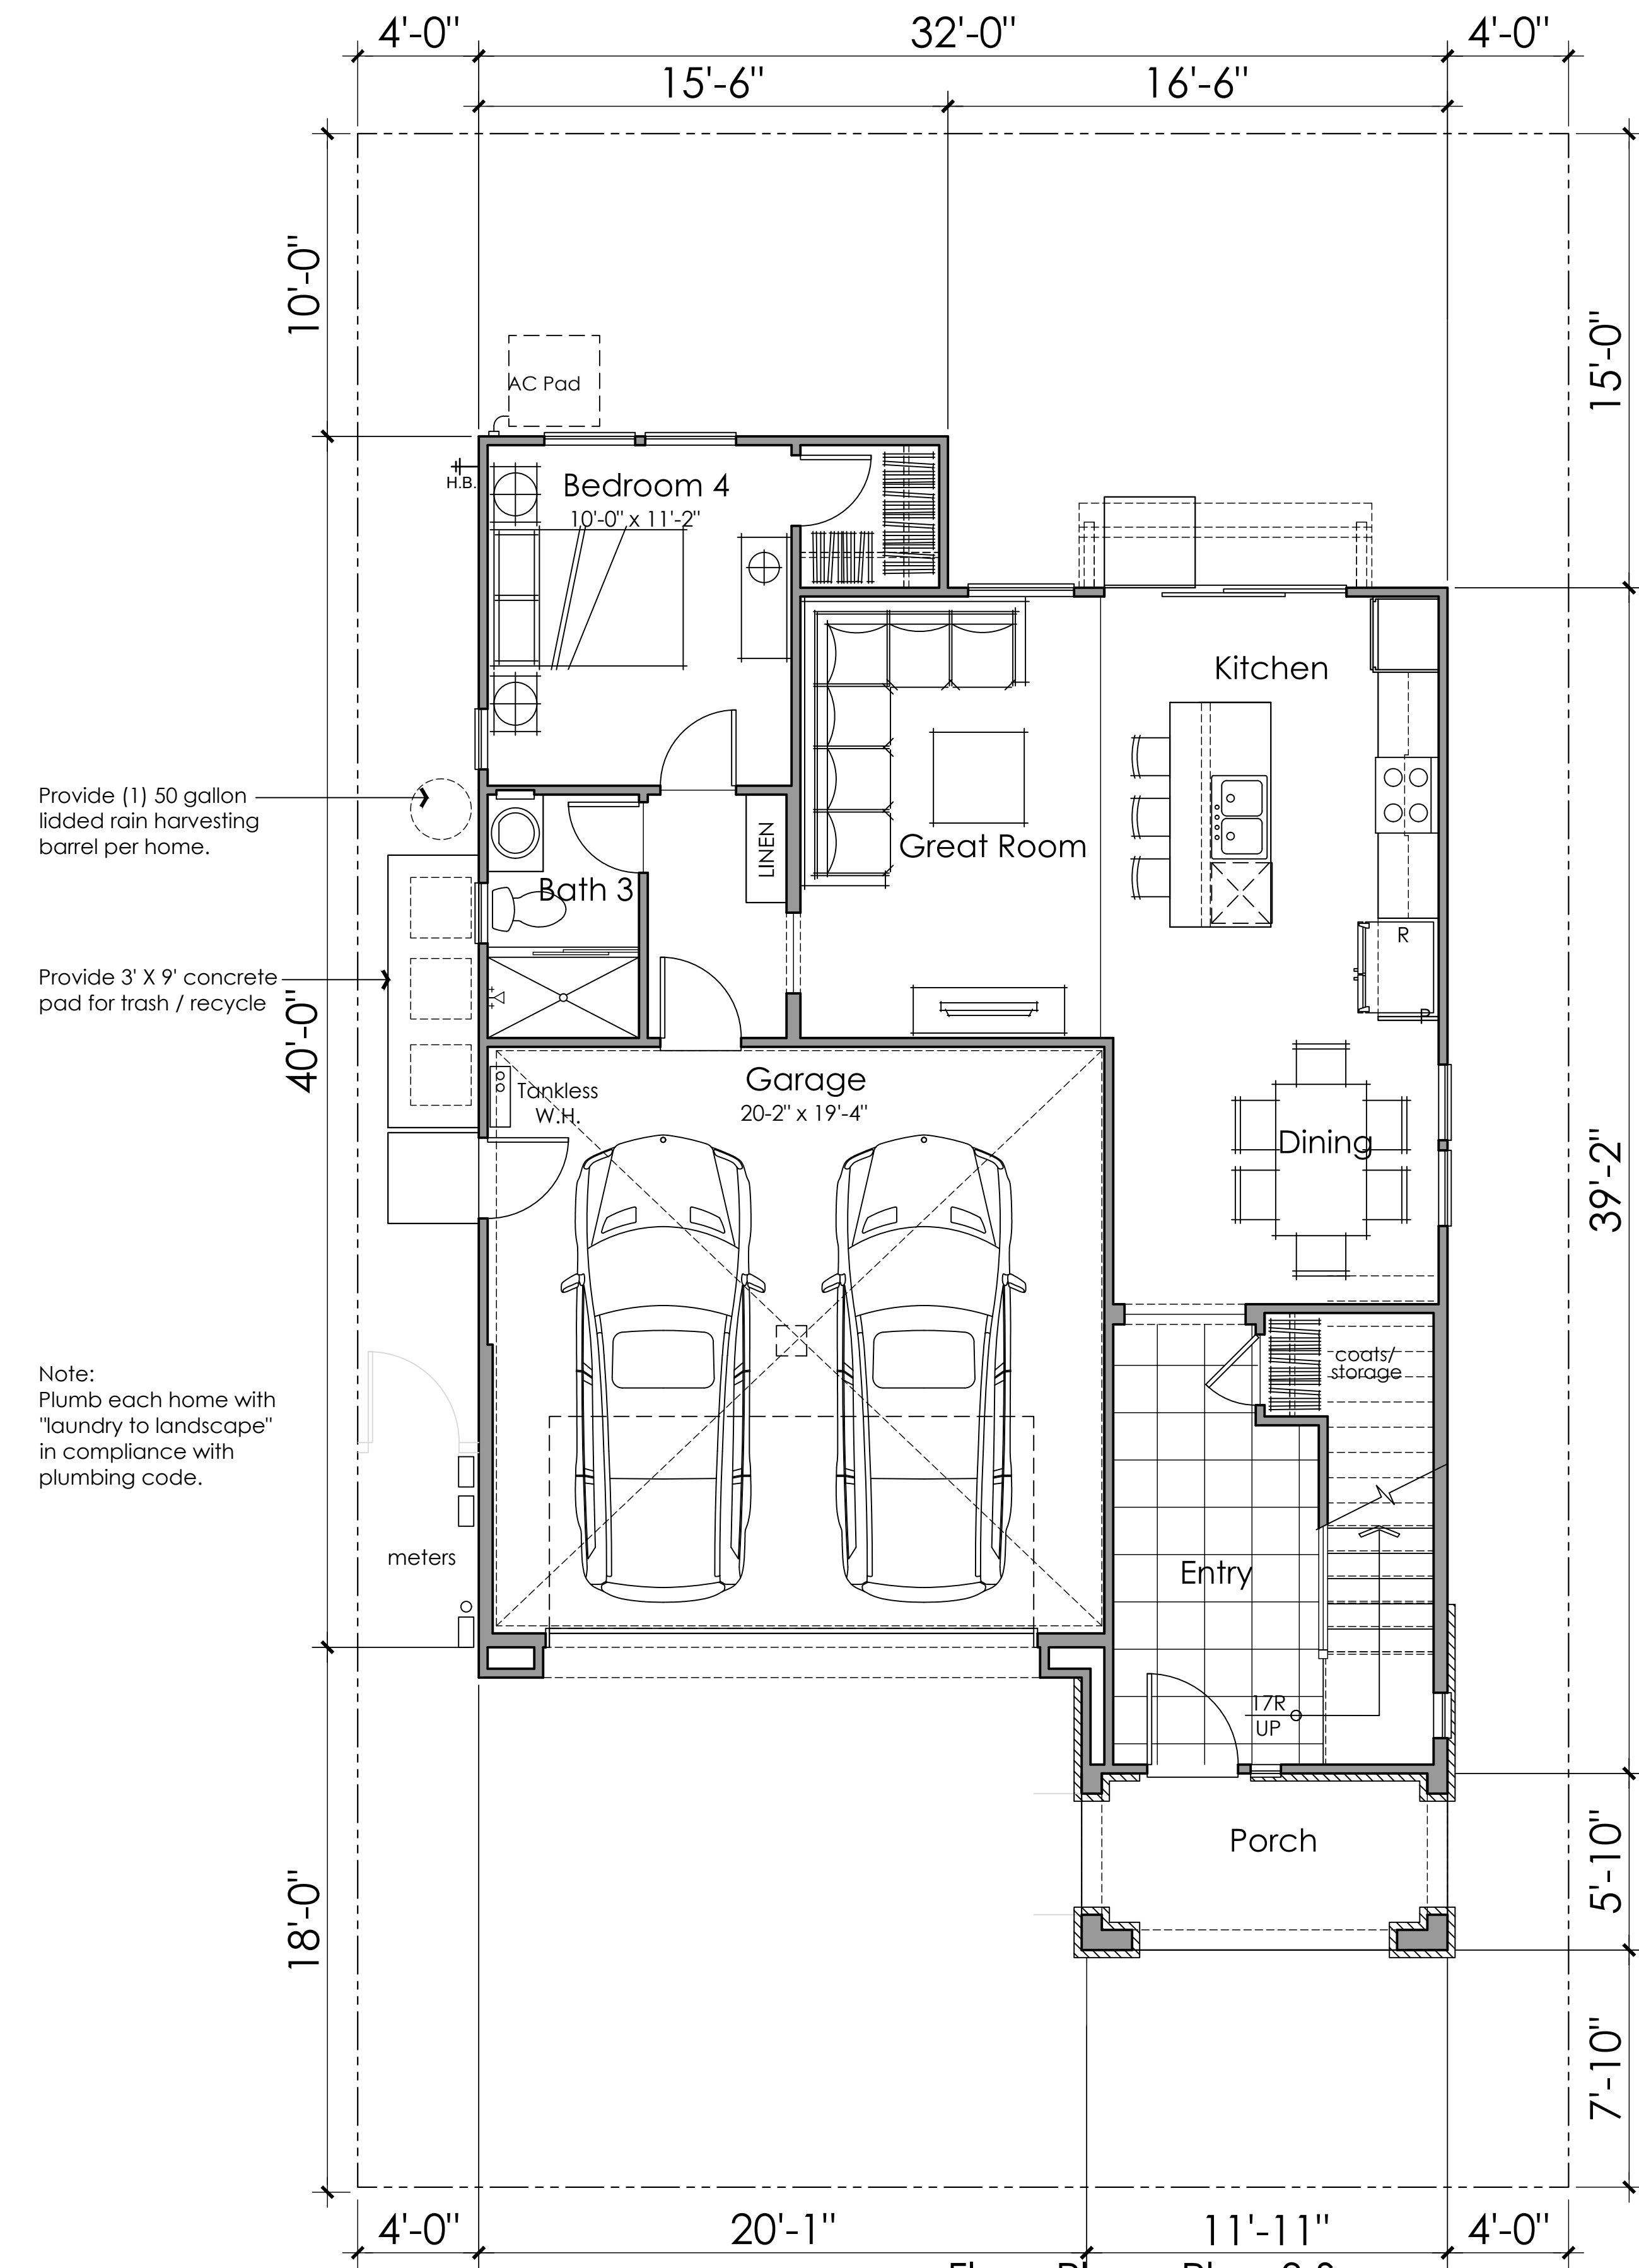 4'-0"
32'-0"
4'-0"
15'-6"
16'-6"
10'-0"
15'-0"
AC Pad
H.B.
Bedroom 4
10'-0" x 11'-2"
Kitchen
Provide (1) 50 gallon
lidded rain harvesting
barrel per home.
LINEN
Great Room
Bath 3
R
Provide 3' X 9' concrete
pad for trash / recycle
P
40'-0"
Garage
20-2" x 19'-4"
Tankless
W.H.
Dining
39'-2"
coats/
storage
Note:
Plumb each home with
"laundry to landscape"
in compliance with
plumbing code.
meters
Entry
17R
UP
Porch
5'-10"
18'-0"
7'-10"
4'-0"
20'-1"
11'-11"
4'-0"